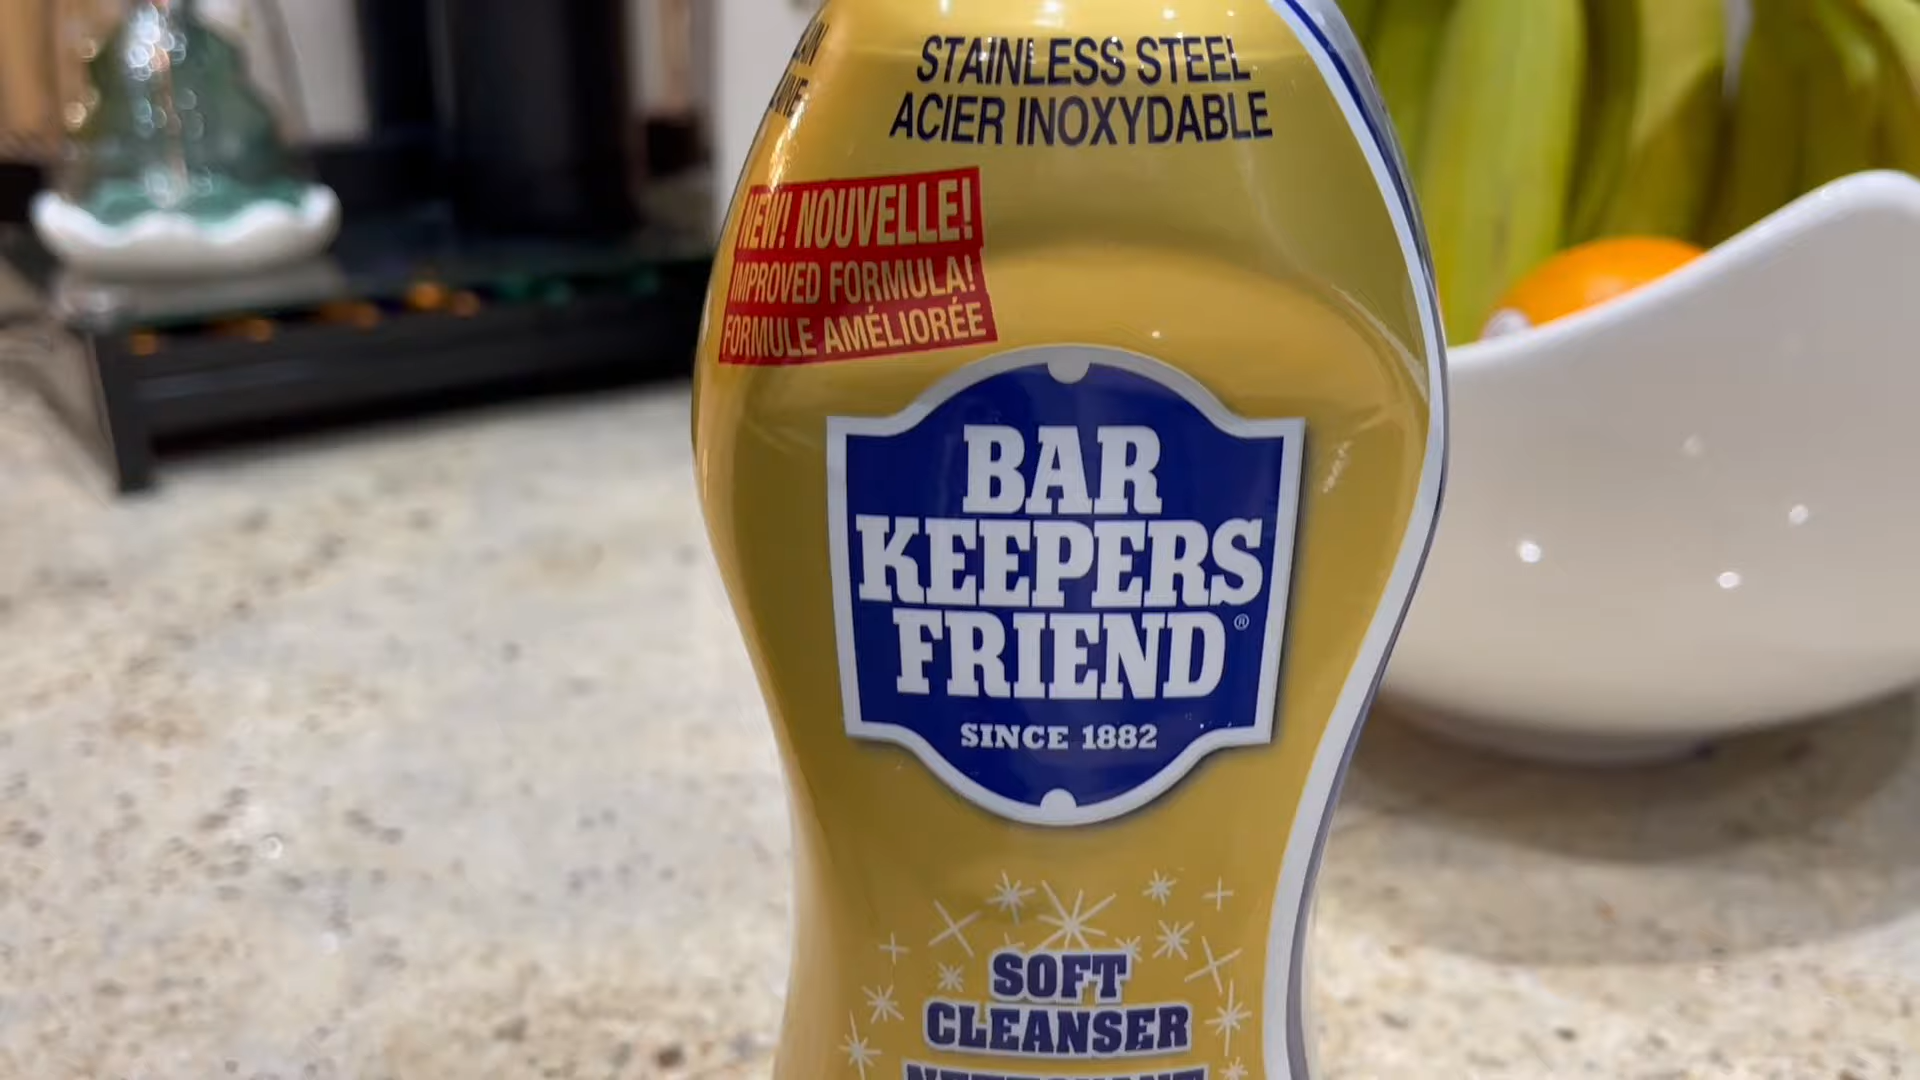 STAINLESS STEEL
ACIER INOXYDABLE
NEW! NOUVELLE!
IMPROVED FORMULA!
FORMULE AMÉLIORÉE
BAR
KEEPERS
FRIEND®
SINCE 1882
SOFT
CLEANSER